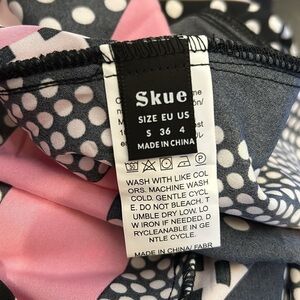 Skue
SIZE EU US
S 36 4
MADE IN CHINA
WASH WITH LIKE COL
ORS. MACHINE WASH
COLD. GENTLE CYCL
E. DO NOT BLEACH. T
UMBLE DRY LOW. LO
W IRON IF NEEDED. D
RYCLEANABLE IN GE
NTLE CYCLE.
MADE IN CHINA/ FABR